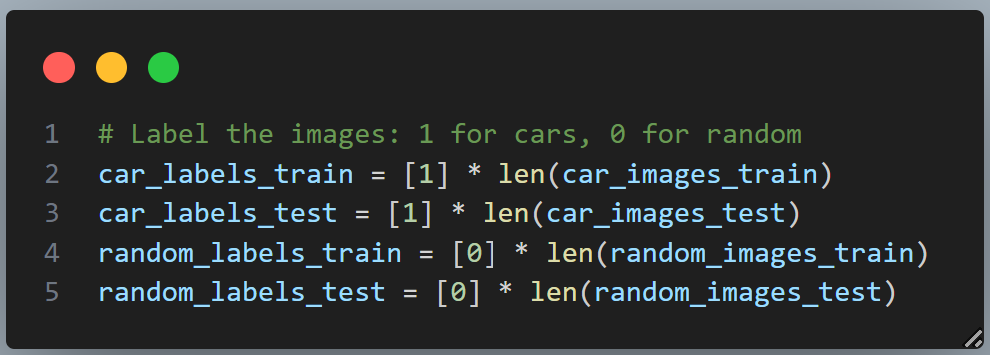 1 # Label the images: 1 for cars, 0 for random
2 car_labels_train = [1] * len(car_images_train)
3 car_labels_test = [1] * len(car_images_test)
4 random_labels_train = [0] * len(random_images_train)
5 random_labels_test = [0] * len(random_images_test)